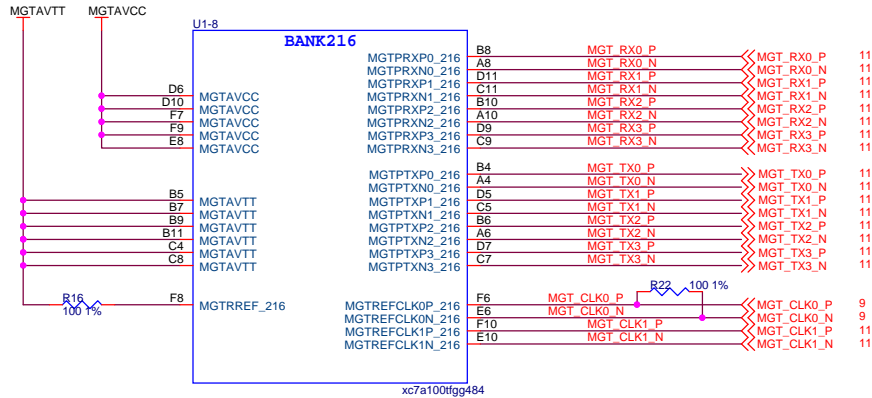 MGTAVTT MGTAVCC
U1-8
BANK216
D6 MGTAVCC
D10 MGTAVCC
F7 MGTAVCC
F9 MGTAVCC
E8 MGTAVCC
B5 MGTAVTT
B7 MGTAVTT
B9 MGTAVTT
B11 MGTAVTT
C4 MGTAVTT
C8 MGTAVTT
R16
100 1%
F8 MGTRREF_216
MGTPRXP0_216 B8 MGT_RX0_P MGT_RX0_P 11
MGTPRXN0_216 A8 MGT_RX0_N MGT_RX0_N 11
MGTPRXP1_216 D11 MGT_RX1_P MGT_RX1_P 11
MGTPRXN1_216 C11 MGT_RX1_N MGT_RX1_N 11
MGTPRXP2_216 B10 MGT_RX2_P MGT_RX2_P 11
MGTPRXN2_216 A10 MGT_RX2_N MGT_RX2_N 11
MGTPRXP3_216 D9 MGT_RX3_P MGT_RX3_P 11
MGTPRXN3_216 C9 MGT_RX3_N MGT_RX3_N 11
MGTPTXP0_216 B4 MGT_TX0_P MGT_TX0_P 11
MGTPTXN0_216 A4 MGT_TX0_N MGT_TX0_N 11
MGTPTXP1_216 D5 MGT_TX1_P MGT_TX1_P 11
MGTPTXN1_216 C5 MGT_TX1_N MGT_TX1_N 11
MGTPTXP2_216 B6 MGT_TX2_P MGT_TX2_P 11
MGTPTXN2_216 A6 MGT_TX2_N MGT_TX2_N 11
MGTPTXP3_216 D7 MGT_TX3_P MGT_TX3_P 11
MGTPTXN3_216 C7 MGT_TX3_N MGT_TX3_N 11
R22 100 1%
MGTREFCLK0P_216 F6 MGT_CLK0_P MGT_CLK0_P 9
MGTREFCLK0N_216 E6 MGT_CLK0_N MGT_CLK0_N 9
MGTREFCLK1P_216 F10 MGT_CLK1_P MGT_CLK1_P 11
MGTREFCLK1N_216 E10 MGT_CLK1_N MGT_CLK1_N 11
xc7a100tfgg484